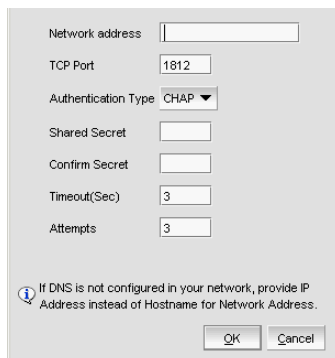 Network address
TCP Port 1812
Authentication Type CHAP
Shared Secret
Confirm Secret
Timeout(Sec) 3
Attempts 3
If DNS is not configured in your network, provide IP
Address instead of Hostname for Network Address.
OK Cancel